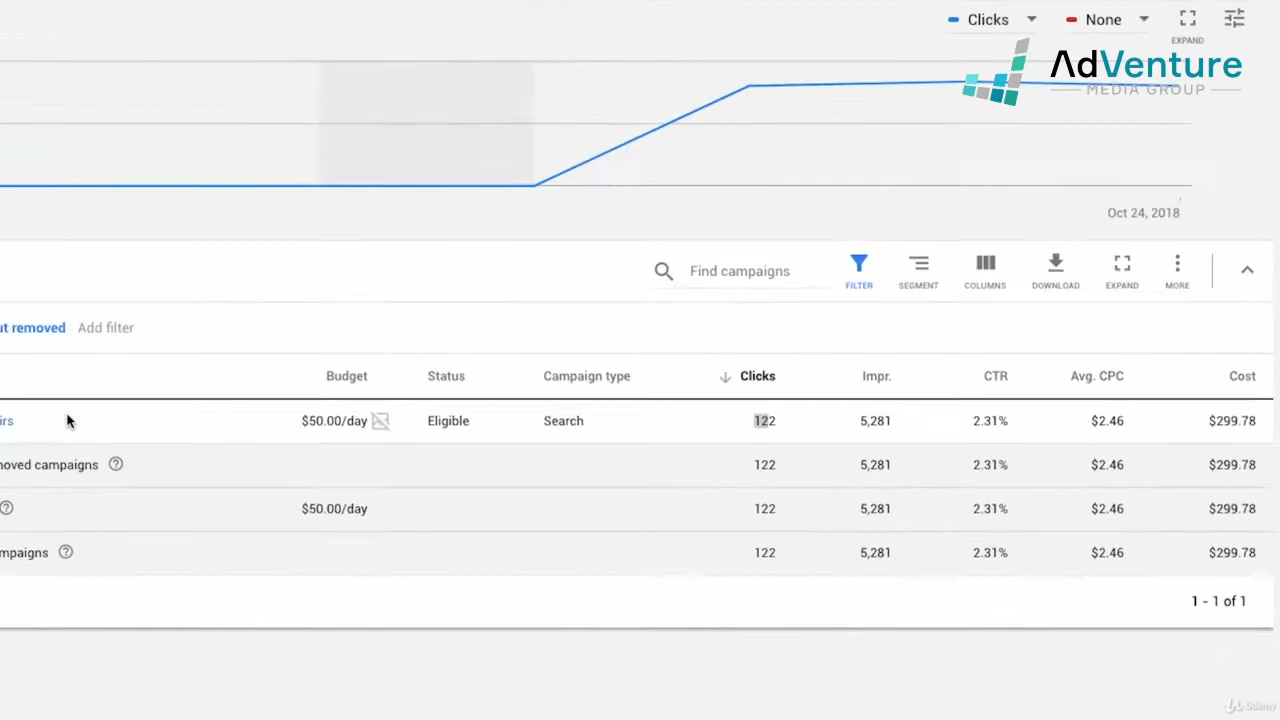 Clicks None
EXPAND
AdVenture
MEDIA GROUP
Oct 24, 2018
Find campaigns FILTER SEGMENT COLUMNS DOWNLOAD EXPAND MORE
ut removed Add filter
Budget Status Campaign type Clicks Impr. CTR Avg. CPC Cost
irs $50.00/day Eligible Search 122 5,281 2.31% $2.46 $299.78
noved campaigns 122 5,281 2.31% $2.46 $299.78
$50.00/day 122 5,281 2.31% $2.46 $299.78
mpaigns 122 5,281 2.31% $2.46 $299.78
1 - 1 of 1
Udemy